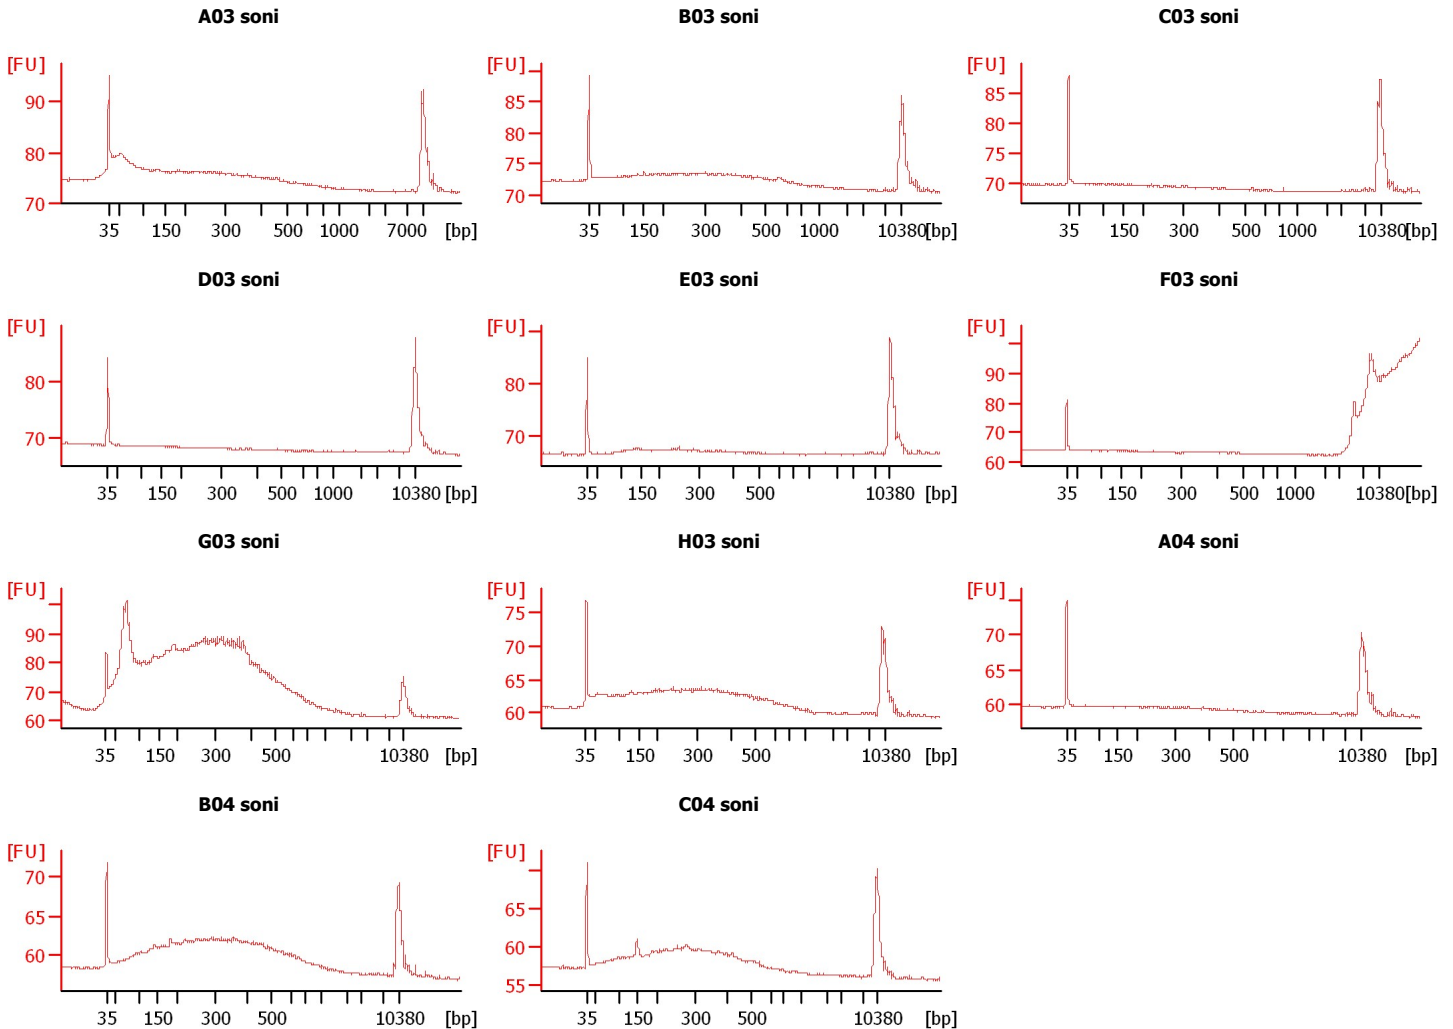 A03 soni B03 soni C03 soni
[FU] [FU] [FU]
90 85 85
80 80 80
75 75
70 70 70
35 150 300 500 1000 7000 [bp] 35 150 300 500 1000 10380[bp] 35 150 300 500 1000 10380[bp]
D03 soni E03 soni F03 soni
[FU] [FU] [FU]
80 80 90
80
70 70 70
60
35 150 300 500 1000 10380 [bp] 35 150 300 500 10380 [bp] 35 150 300 500 1000 10380[bp]
G03 soni H03 soni A04 soni
[FU] [FU] [FU]
90 75 70
80 70
70 65 65
60 60 60
35 150 300 500 10380 [bp] 35 150 300 500 10380 [bp] 35 150 300 500 10380 [bp]
B04 soni C04 soni
[FU] [FU]
70 65
65 60
60 55
35 150 300 500 10380 [bp] 35 150 300 500 10380 [bp]